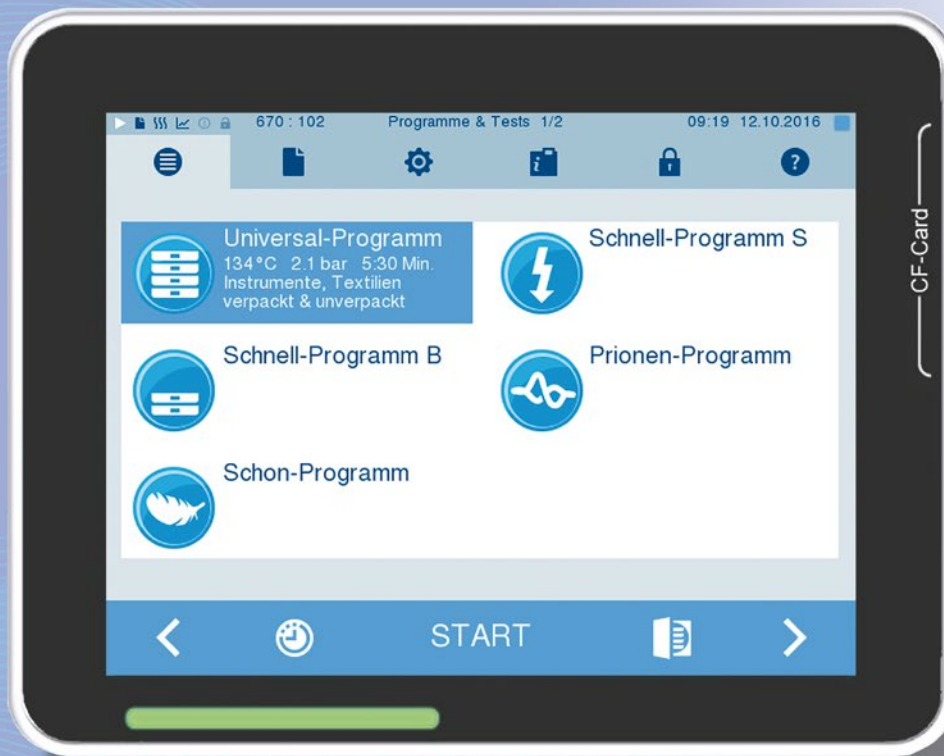 670 : 102 Programme & Tests 1/2 09:19 12.10.2016
Universal-Programm
134°C 2.1 bar 5:30 Min.
Instrumente, Textilien
verpackt & unverpackt
Schnell-Programm S
Schnell-Programm B
Prionen-Programm
Schon-Programm
START
CF-Card